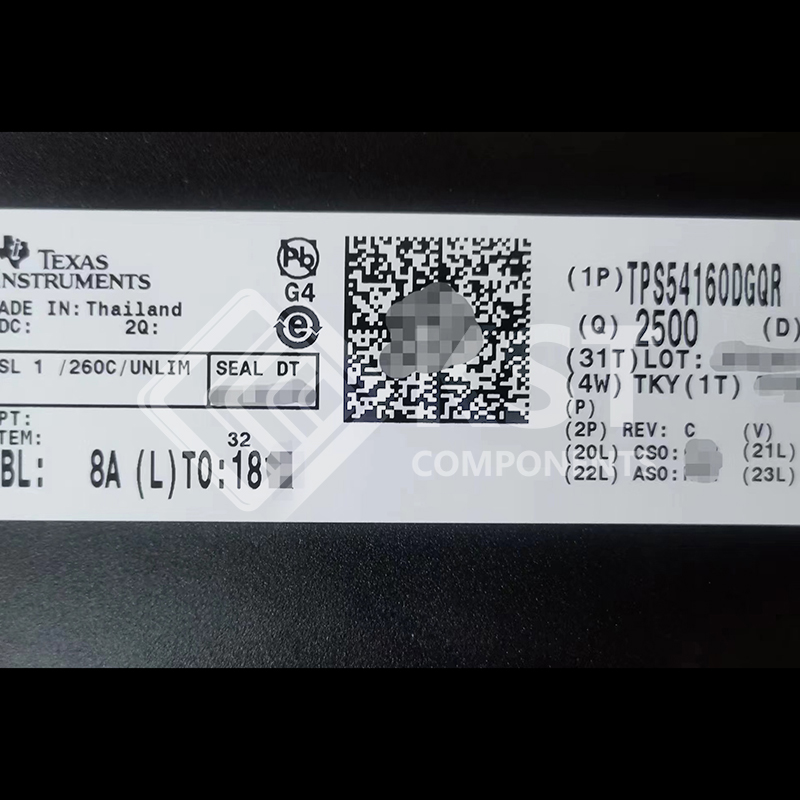 TEXAS
INSTRUMENTS
ADE IN: Thailand
DC: 2Q:
SL 1 /260C/UNLIM
SEAL DT
PT:
TEM:
32
BL: 8A (L)TO:18
Pb
G4
e
(1P) TPS54160DGQR
(Q) 2500 (D)
(31T) LOT:
(4W) TKY (1T)
(P)
(2P) REV: C (V)
(20L) CSO: (21L)
(22L) ASO: (23L)
COMPONENTS